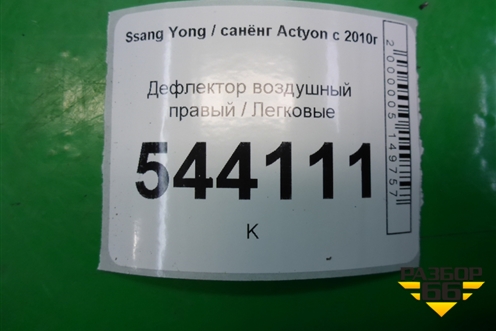 Ssang Yong / санёнг Actyon с 2010г
Дефлектор воздушный
правый / Легковые
544111
К
2000005149757
РАЗБОР
66